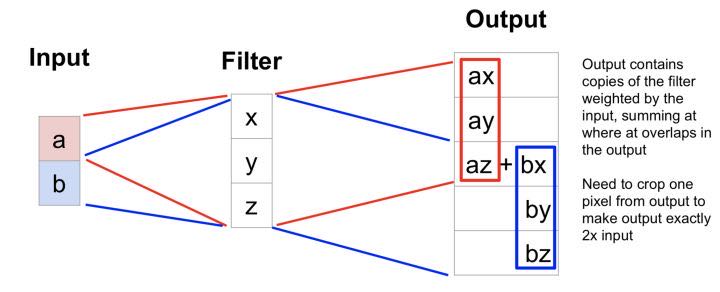 Input
Filter
Output
a
b
x
y
z
ax
ay
az + bx
by
bz
Output contains
copies of the filter
weighted by the
input, summing at
where at overlaps in
the output
Need to crop one
pixel from output to
make output exactly
2x input